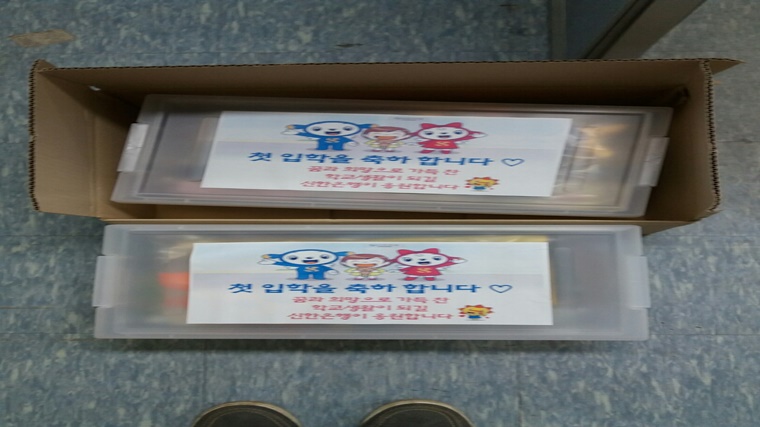 첫 입학을 축하 합니다 ♡
꿈과 희망으로 가득 찬
학교생활이 되길
신한은행이 응원합니다
첫 입학을 축하 합니다 ♡
꿈과 희망으로 가득 찬
학교생활이 되길
신한은행이 응원합니다